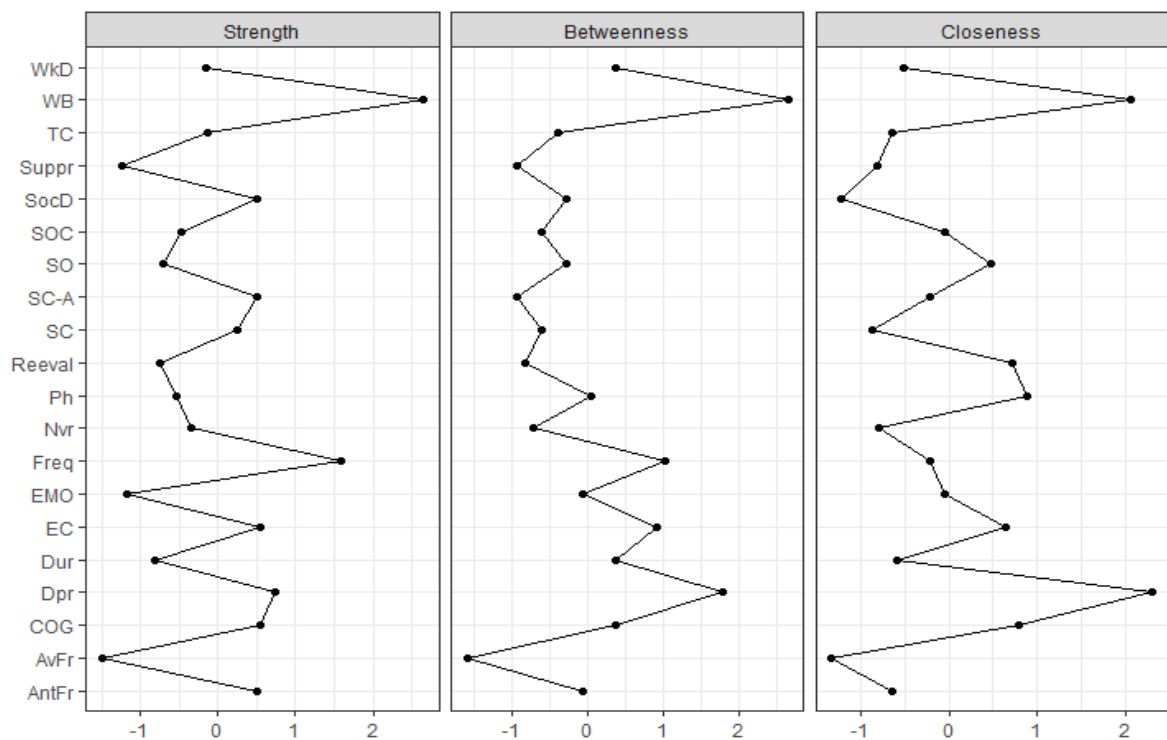 Strength Betweenness Closeness
WkD
WB
TC
Suppr
SocD
SOC
SO
SC-A
SC
Reeval
Ph
Nvr
Freq
EMO
EC
Dur
Dpr
COG
AvFr
AntFr
-1 0 1 2 -1 0 1 2 -1 0 1 2